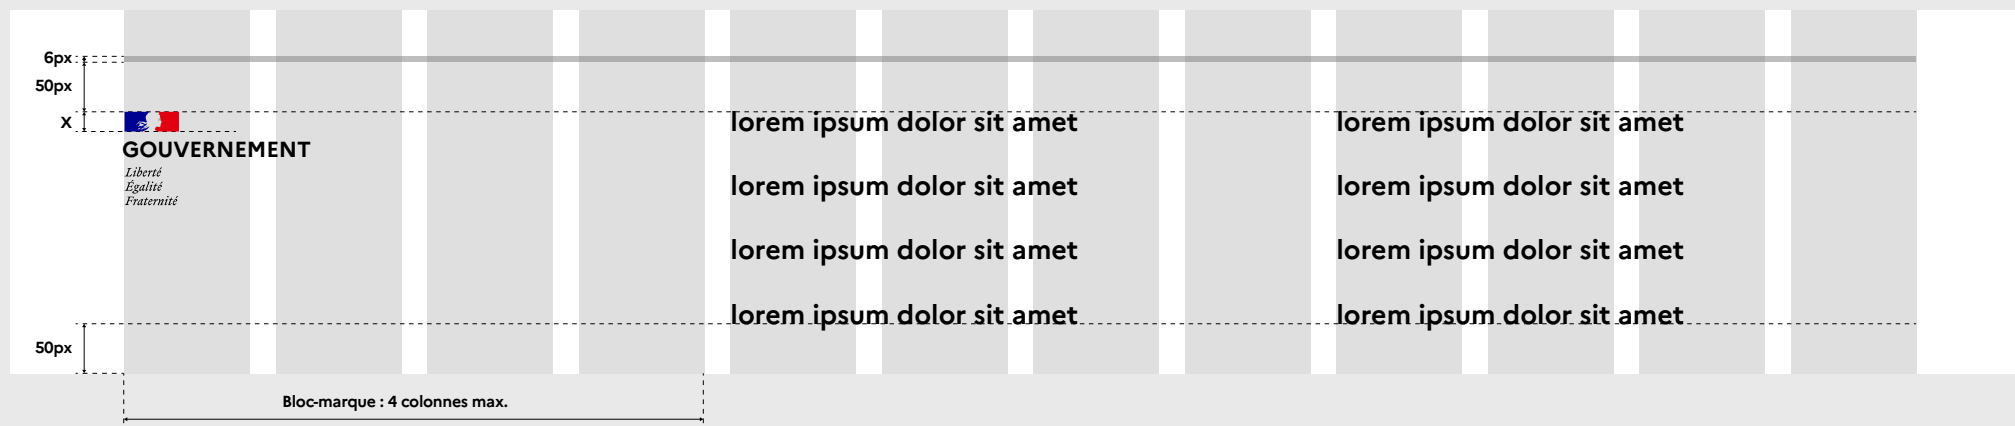 6px
50px
X
GOUVERNEMENT
Liberté
Égalité
Fraternité
lorem ipsum dolor sit amet
lorem ipsum dolor sit amet
lorem ipsum dolor sit amet
lorem ipsum dolor sit amet
lorem ipsum dolor sit amet
lorem ipsum dolor sit amet
lorem ipsum dolor sit amet
lorem ipsum dolor sit amet
50px
Bloc-marque : 4 colonnes max.